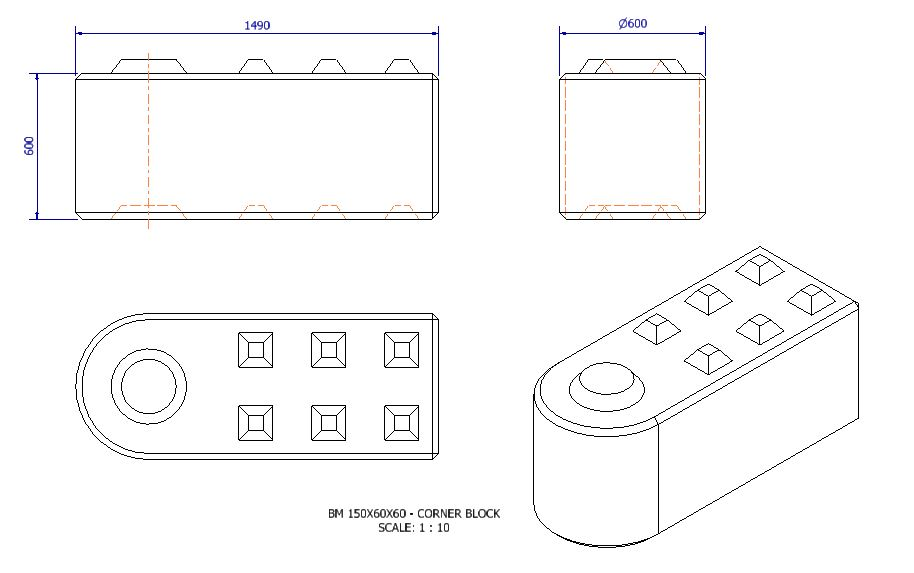 1490
Ø600
600
BM 150X60X60 - CORNER BLOCK
SCALE: 1 : 10